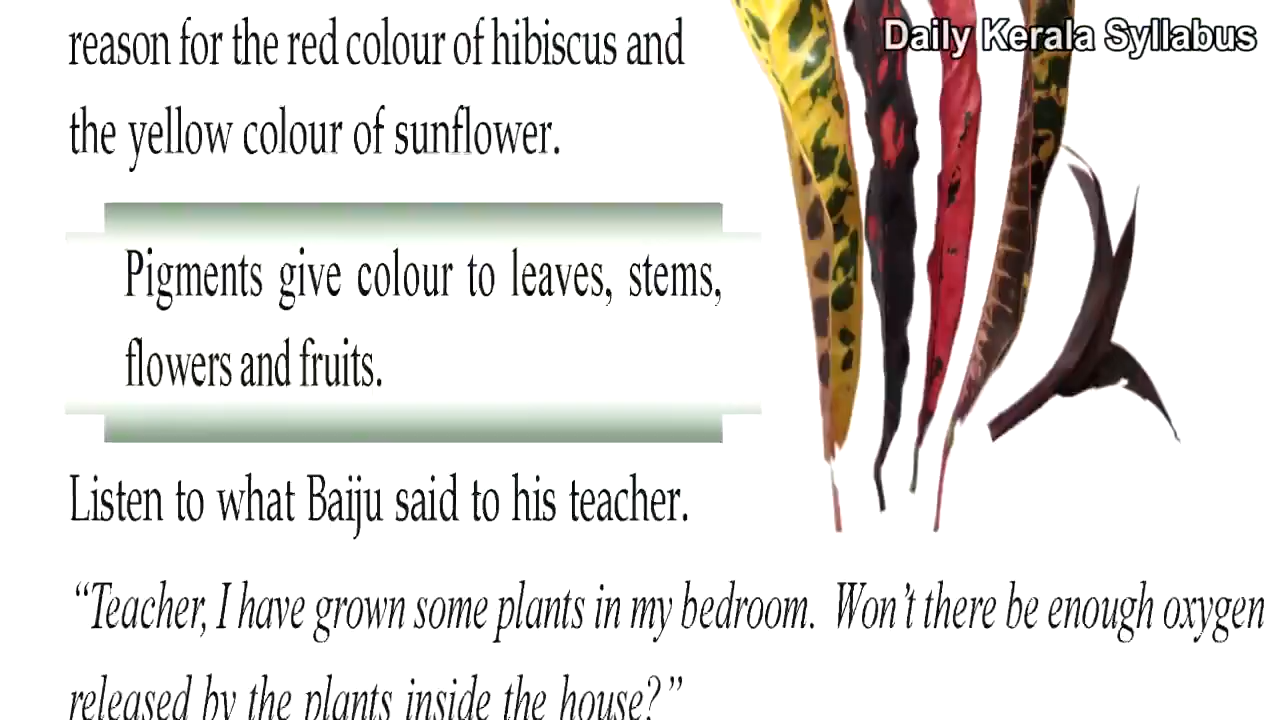 reason for the red colour of hibiscus and
Daily Kerala Syllabus
the yellow colour of sunflower.
Pigments give colour to leaves, stems,
flowers and fruits.
Listen to what Baiju said to his teacher.
“Teacher, I have grown some plants in my bedroom. Won’t there be enough oxygen
released by the plants inside the house?”